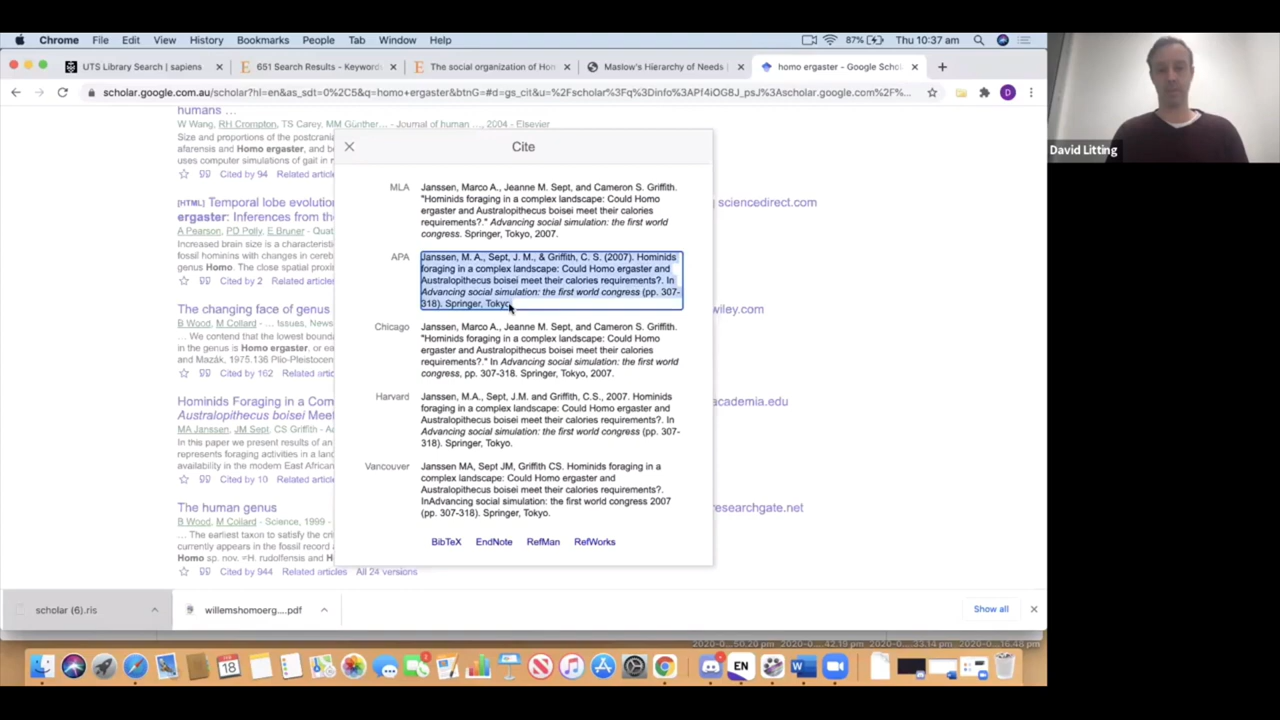 Chrome File Edit View History Bookmarks People Tab Window Help 87% Thu 10:37 am
UTS Library Search | sapiens 651 Search Results - Keyword( The social organization of Hom Maslow's Hierarchy of Needs | homo ergaster - Google Schol
scholar.google.com.au/scholar?hl=en&as_sdt=0%2C5&q=homo+ergaster&btnG=#d=gs_cit&u=%2Fscholar%3Fq%3Dinfo%3APf4iOG8J_psJ%3Ascholar.google.com%2F%...
D
humans ...
W Wang, RH Crompton, TS Carey, MM Günther... - Journal of human ..., 2004 - Elsevier
Size and proportions of the postcrania
afarensis and Homo ergaster, and b
uses computer simulations of gait in r
Cited by 94 Related article
[HTML] Temporal lobe evolutio sciencedirect.com
ergaster: Inferences from the
A Pearson, PD Polly, E Bruner - Quat
Increased brain size is a characteristi
genus Homo. The close spatial proxi
Cited by 2 Related articles
The changing face of genus wiley.com
B Wood, M Collard - ... Issues, News
... We contend that the lowest bounda
in the genus is Homo ergaster, or ea
and Mazák, 1975.136 Plio-Pleistocen
Cited by 162 Related artic
Hominids Foraging in a Com academia.edu
Australopithecus boisei Meet
MA Janssen, JM Sept, CS Griffith - A
In this paper we present results of an
represents foraging activities in a land
availability in the modern East Africar
Cited by 10 Related articl
The human genus researchgate.net
B Wood, M Collard - Science, 1999 -
... The earliest taxon to satisfy the cri
currently appears in the fossil record
Homo sp. nov. ≠H. rudolfensis and H
Cited by 944 Related articles All 24 versions
Cite
MLA
Janssen, Marco A., Jeanne M. Sept, and Cameron S. Griffith.
"Hominids foraging in a complex landscape: Could Homo
ergaster and Australopithecus boisei meet their calories
requirements?." Advancing social simulation: the first world
congress. Springer, Tokyo, 2007.
APA
Janssen, M. A., Sept, J. M., & Griffith, C. S. (2007). Hominids
foraging in a complex landscape: Could Homo ergaster and
Australopithecus boisei meet their calories requirements?. In
Advancing social simulation: the first world congress (pp. 307-
318). Springer, Tokyo.
Chicago
Janssen, Marco A., Jeanne M. Sept, and Cameron S. Griffith.
"Hominids foraging in a complex landscape: Could Homo
ergaster and Australopithecus boisei meet their calories
requirements?." In Advancing social simulation: the first world
congress, pp. 307-318. Springer, Tokyo, 2007.
Harvard
Janssen, M.A., Sept, J.M. and Griffith, C.S., 2007. Hominids
foraging in a complex landscape: Could Homo ergaster and
Australopithecus boisei meet their calories requirements?. In
Advancing social simulation: the first world congress (pp. 307-
318). Springer, Tokyo.
Vancouver
Janssen MA, Sept JM, Griffith CS. Hominids foraging in a
complex landscape: Could Homo ergaster and
Australopithecus boisei meet their calories requirements?.
InAdvancing social simulation: the first world congress 2007
(pp. 307-318). Springer, Tokyo.
BibTeX EndNote RefMan RefWorks
scholar (6).ris willemshomoerg....pdf Show all
18 EN
David Litting